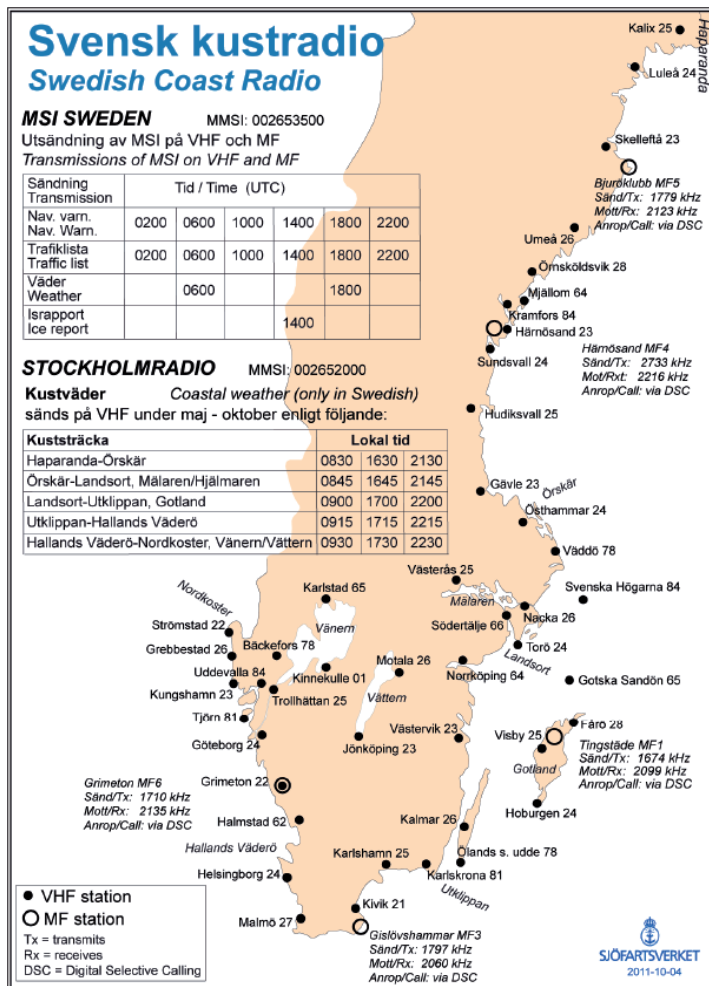 Svensk kustradio
Swedish Coast Radio
MSI SWEDEN MMSI: 002653500
Utsändning av MSI på VHF och MF
Transmissions of MSI on VHF and MF
Sändning Tid / Time (UTC)
Transmission
Nav. varn.
Nav. Warn. 0200 0600 1000 1400 1800 2200
Trafiklista
Traffic list 0200 0600 1000 1400 1800 2200
Väder
Weather 0600 1800
Israpport
Ice report 1400
STOCKHOLMRADIO MMSI: 002652000
Kustväder Coastal weather (only in Swedish)
sänds på VHF under maj - oktober enligt följande:
Kuststräcka Lokal tid
Haparanda-Örskär 0830 1630 2130
Örskär-Landsort, Mälaren/Hjälmaren 0845 1645 2145
Landsort-Utklippan, Gotland 0900 1700 2200
Utklippan-Hallands Väderö 0915 1715 2215
Hallands Väderö-Nordkoster, Vänern/Vättern 0930 1730 2230
Kalix 25
Haparanda
Luleå 24
Skelleftå 23
Bjuröklubb MF5
Sänd/Tx: 1779 kHz
Mott/Rx: 2123 kHz
Anrop/Call: via DSC
Umeå 26
Örnsköldsvik 28
Mjällom 64
Kramfors 84
Härnösand 23
Sundsvall 24
Härnösand MF4
Sänd/Tx: 2733 kHz
Mot/Rxt: 2216 kHz
Anrop/Call: via DSC
Hudiksvall 25
Gävle 23
Örskär
Östhammar 24
Väddö 78
Västerås 25
Svenska Högarna 84
Karlstad 65
Nordkoster
Mälaren
Nacka 26
Södertälje 66
Strömstad 22
Vänern
Torö 24
Grebbestad 26
Bäckefors 78
Landsort
Motala 26
Norrköping 64
Uddevalla 84
Kinnekulle 01
Gotska Sandön 65
Kungshamn 23
Trollhättan 25
Vättern
Tjörn 81
Fårö 28
Göteborg 24
Jönköping 23
Västervik 23
Visby 25
Tingstäde MF1
Sänd/Tx: 1674 kHz
Mott/Rx: 2099 kHz
Anrop/Call: via DSC
Gotland
Hoburgen 24
Grimeton MF6
Sänd/Tx: 1710 kHz
Mott/Rx: 2135 kHz
Anrop/Call: via DSC
Grimeton 22
Halmstad 62
Kalmar 26
Hallands Väderö
Karlshamn 25
Ölands s. udde 78
Helsingborg 24
Karlskrona 81
Utklippan
Kivik 21
Malmö 27
Gislövshammar MF3
Sänd/Tx: 1797 kHz
Mott/Rx: 2060 kHz
Anrop/Call: via DSC
VHF station
MF station
Tx = transmits
Rx = receives
DSC = Digital Selective Calling
SJÖFARTSVERKET
2011-10-04